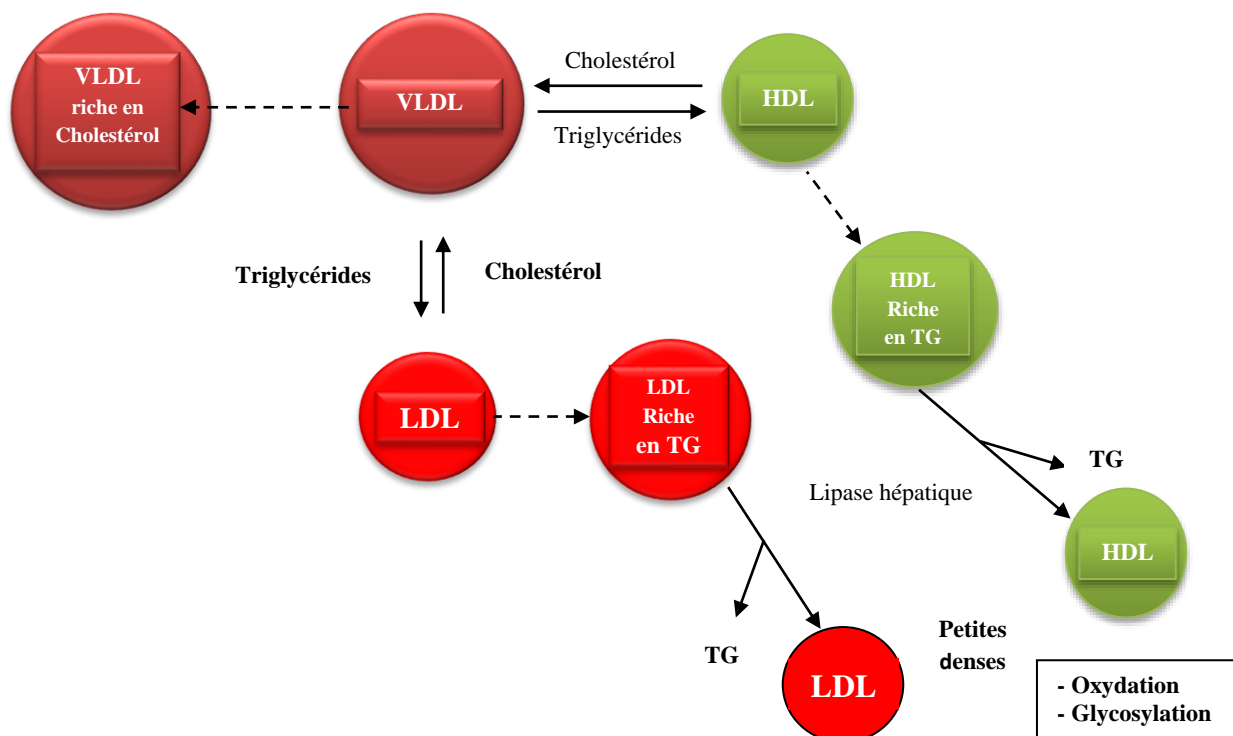 VLDL
riche en
Cholestérol
VLDL
Cholestérol
Triglycérides
HDL
Triglycérides
Cholestérol
HDL
Riche
en TG
LDL
LDL
Riche
en TG
Lipase hépatique
TG
HDL
TG
LDL
Petites
denses
- Oxydation
- Glycosylation